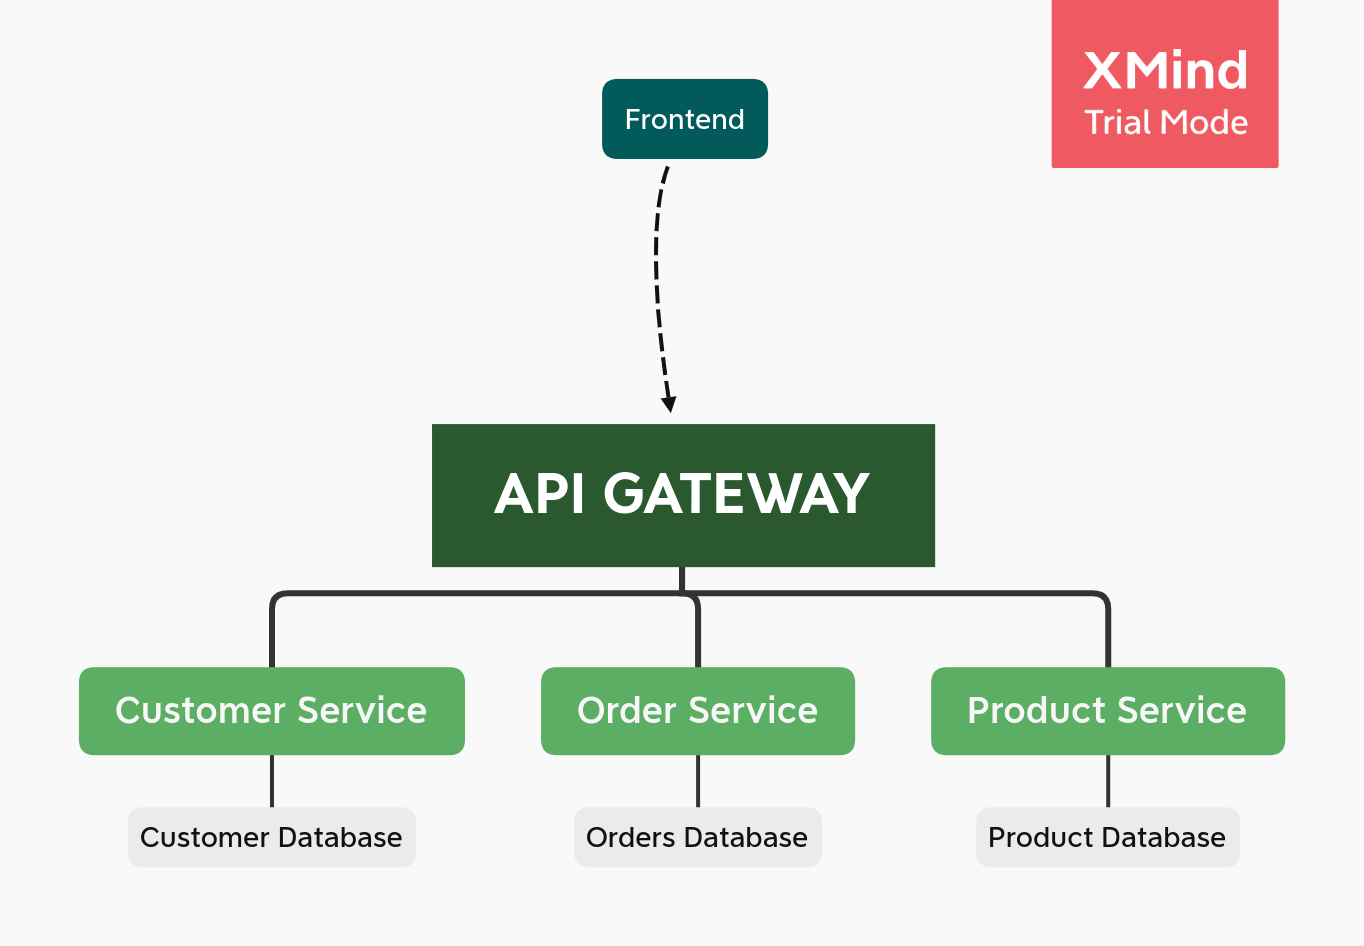 XMind
Trial Mode
Frontend
API GATEWAY
Customer Service
Order Service
Product Service
Customer Database
Orders Database
Product Database